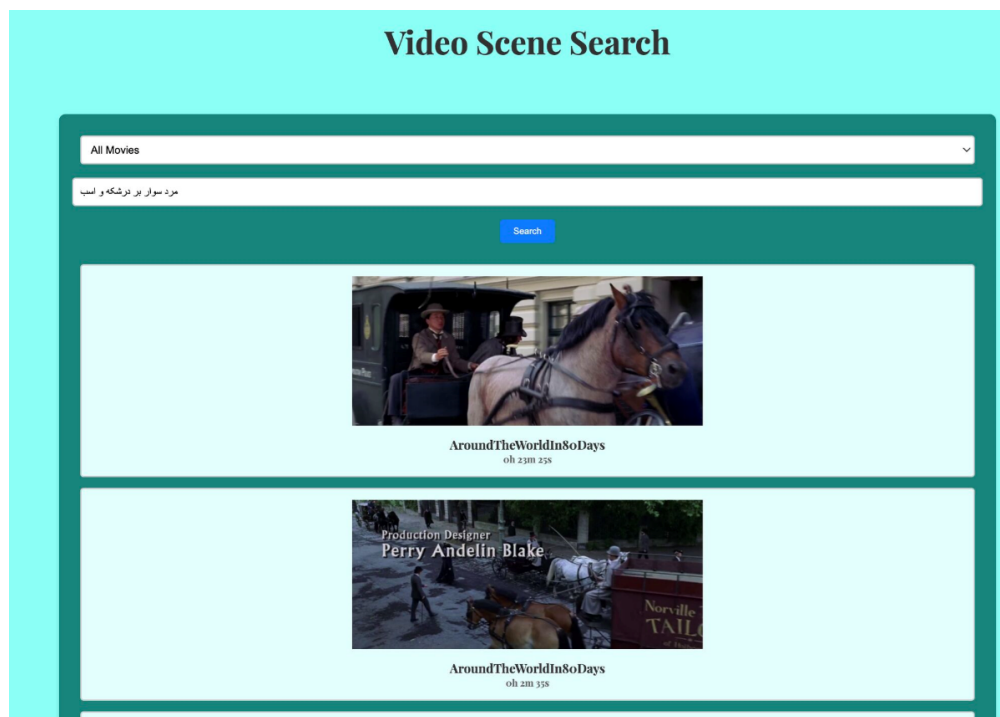 Video Scene Search
All Movies
مرد سوار بر درشکه و اسب
Search
AroundTheWorldIn80Days
0h 23m 25s
Production Designer
Perry Andelin Blake
Norville
TAIL
AroundTheWorldIn80Days
0h 2m 35s